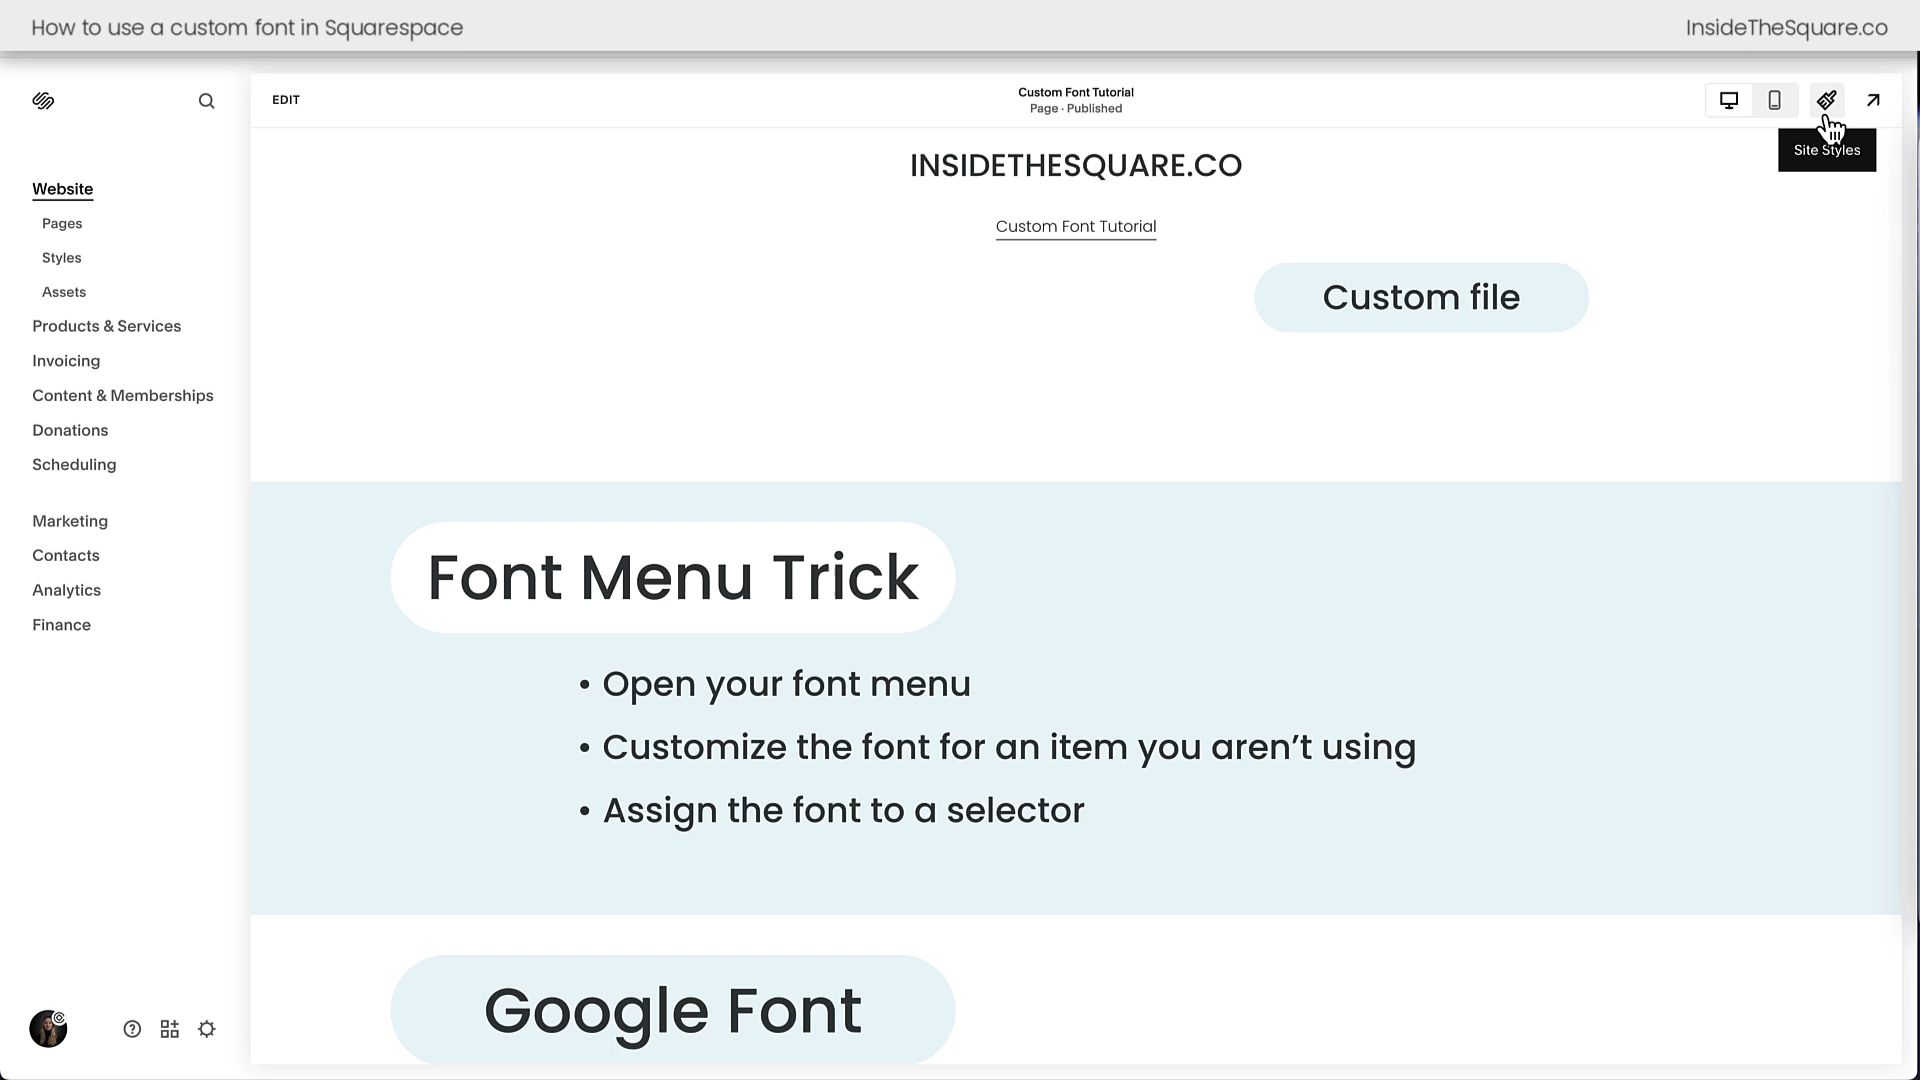 How to use a custom font in Squarespace
InsideTheSquare.co
EDIT
Custom Font Tutorial
Page · Published
Site Styles
INSIDETHESQUARE.CO
Custom Font Tutorial
Custom file
Website
Pages
Styles
Assets
Products & Services
Invoicing
Content & Memberships
Donations
Scheduling
Marketing
Contacts
Analytics
Finance
Font Menu Trick
• Open your font menu
• Customize the font for an item you aren’t using
• Assign the font to a selector
Google Font